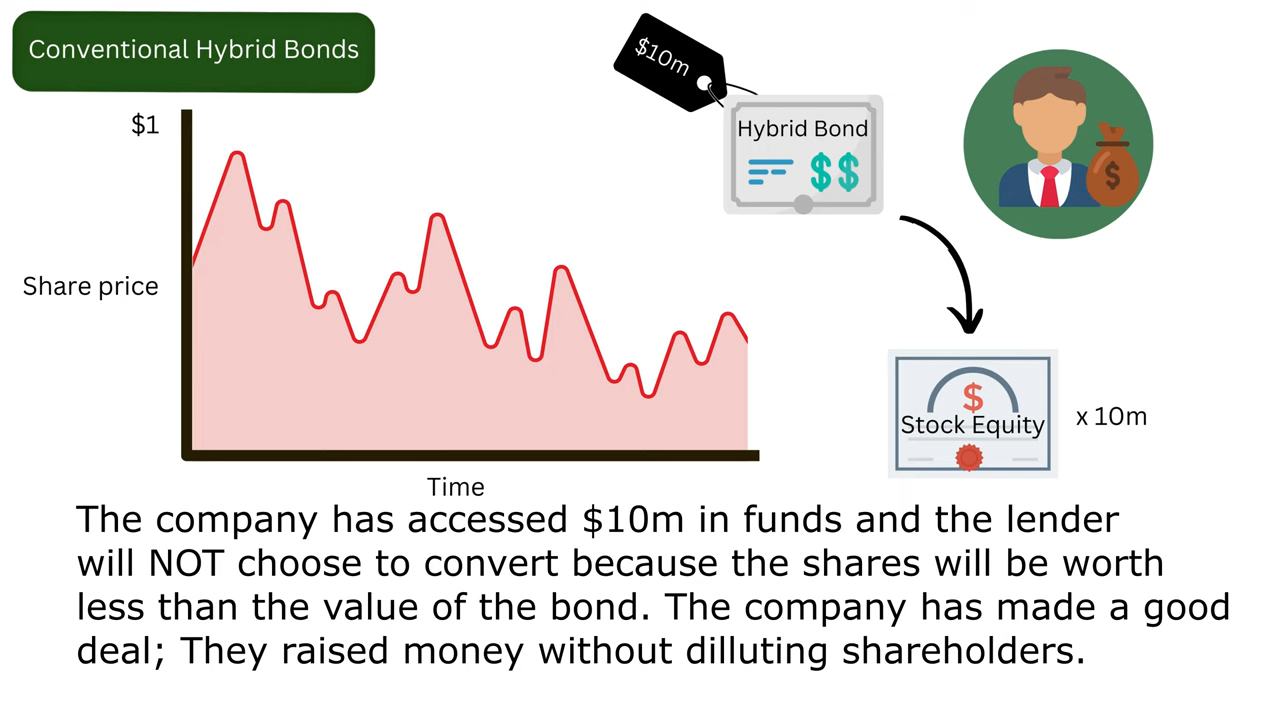 Conventional Hybrid Bonds
$10m
Hybrid Bond
$$
$1
Share price
$
$
Stock Equity
x 10m
Time
The company has accessed $10m in funds and the lender
will NOT choose to convert because the shares will be worth
less than the value of the bond. The company has made a good
deal; They raised money without dilluting shareholders.